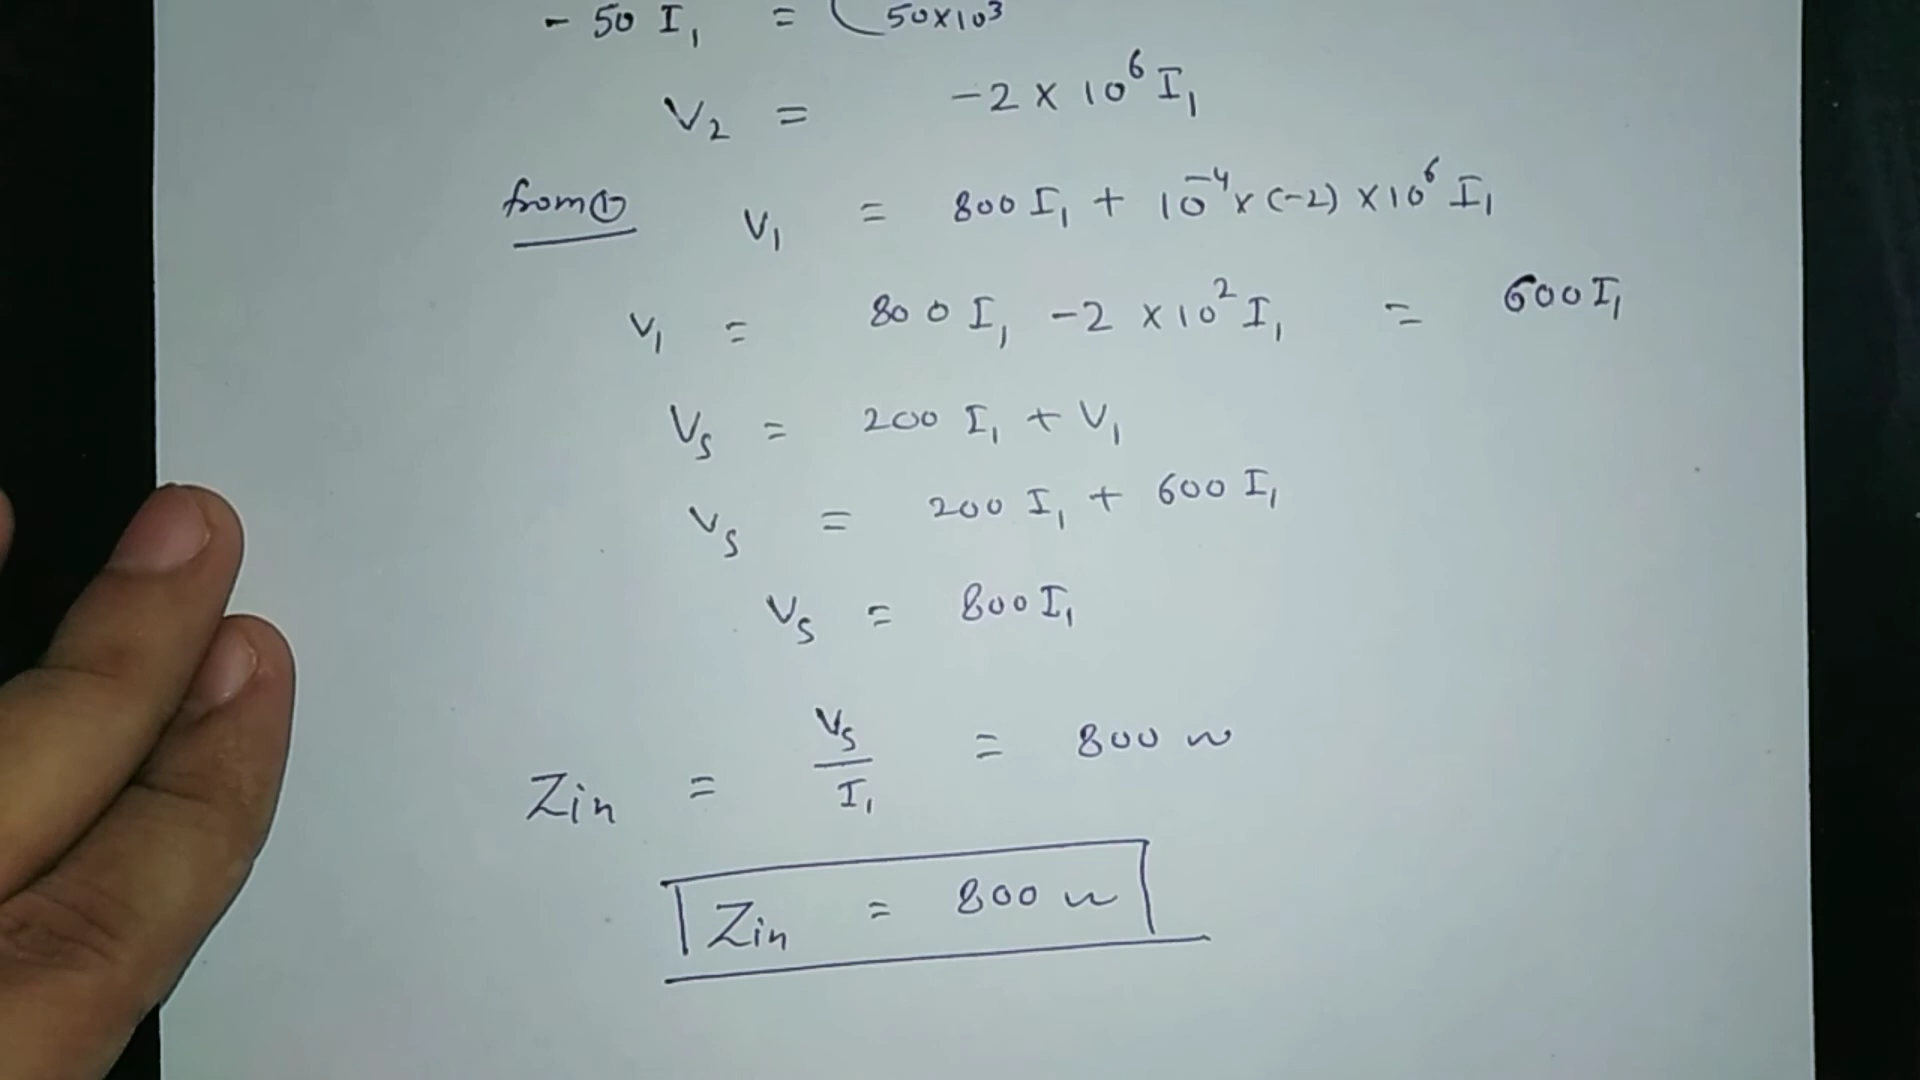 - 50 I₁ = (50×10³
V₂ = -2 × 10⁶ I₁
from ① V₁ = 800 I₁ + 10⁻⁴ × (-2) × 10⁶ I₁
V₁ = 800 I₁ -2 × 10² I₁ = 600 I₁
Vs = 200 I₁ + V₁
Vs = 200 I₁ + 600 I₁
Vs = 800 I₁
Zin = Vs / I₁ = 800 Ω
Zin = 800 Ω